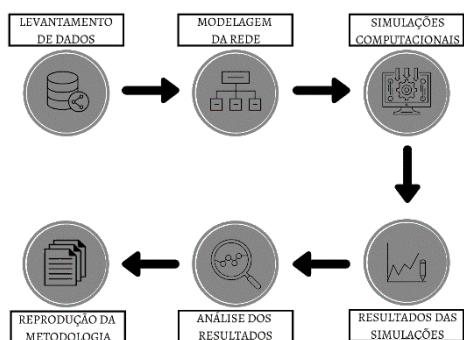 LEVANTAMENTO
DE DADOS
MODELAGEM
DA REDE
SIMULAÇÕES
COMPUTACIONAIS
RESULTADOS DAS
SIMULAÇÕES
ANÁLISE DOS
RESULTADOS
REPRODUÇÃO DA
METODOLOGIA